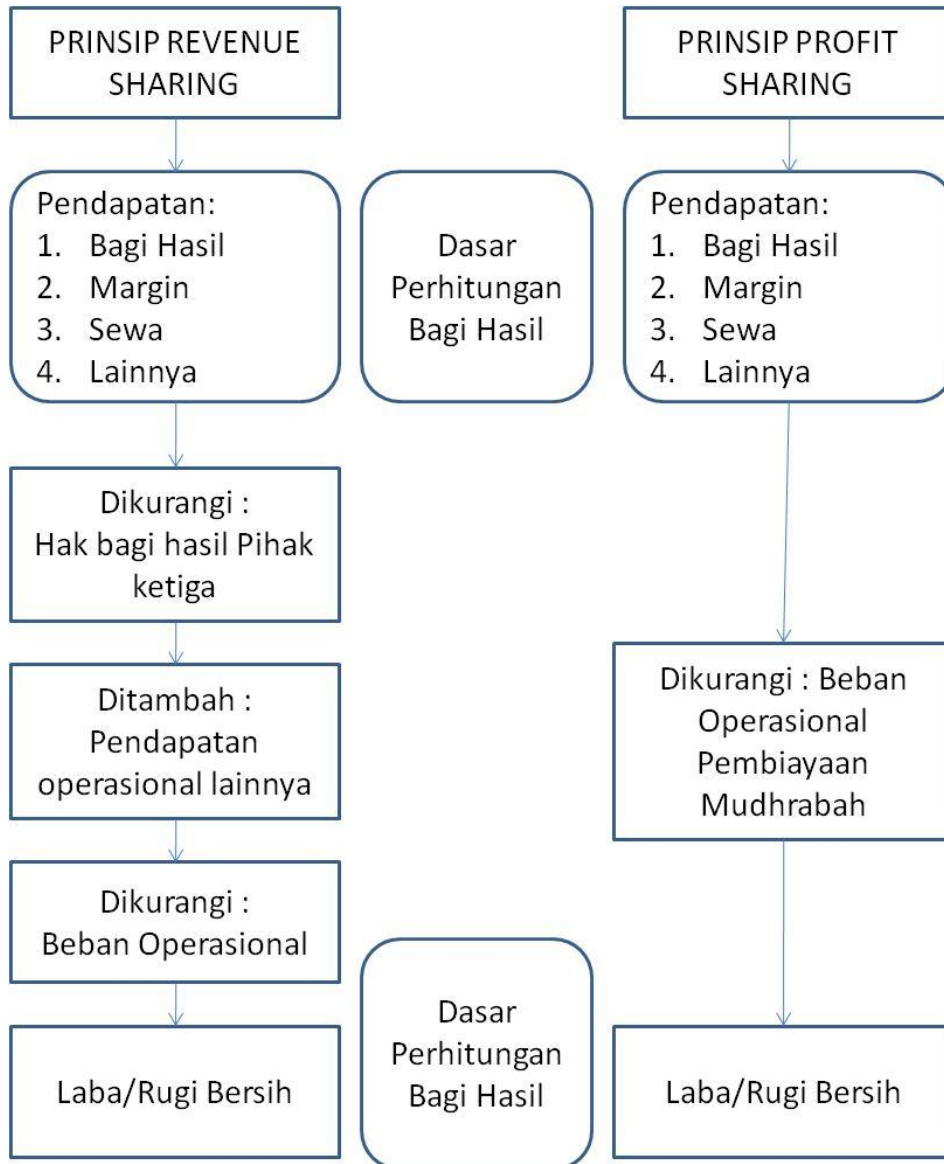 PRINSIP REVENUE
SHARING
Pendapatan:
1. Bagi Hasil
2. Margin
3. Sewa
4. Lainnya
Dikurangi :
Hak bagi hasil Pihak
ketiga
Ditambah :
Pendapatan
operasional lainnya
Dikurangi :
Beban Operasional
Laba/Rugi Bersih
Dasar
Perhitungan
Bagi Hasil
Dasar
Perhitungan
Bagi Hasil
PRINSIP PROFIT
SHARING
Pendapatan:
1. Bagi Hasil
2. Margin
3. Sewa
4. Lainnya
Dikurangi : Beban
Operasional
Pembiayaan
Mudhrabah
Laba/Rugi Bersih